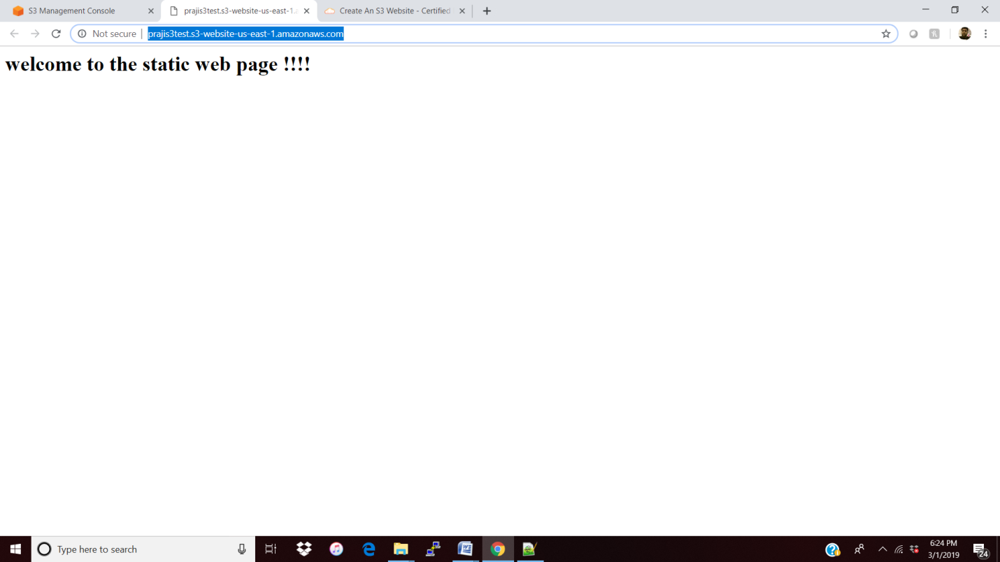 S3 Management Console
prajis3test.s3-website-us-east-1.a
Create An S3 Website - Certified
Not secure | prajis3test.s3-website-us-east-1.amazonaws.com
welcome to the static web page !!!!
Type here to search
6:24 PM
3/1/2019
24